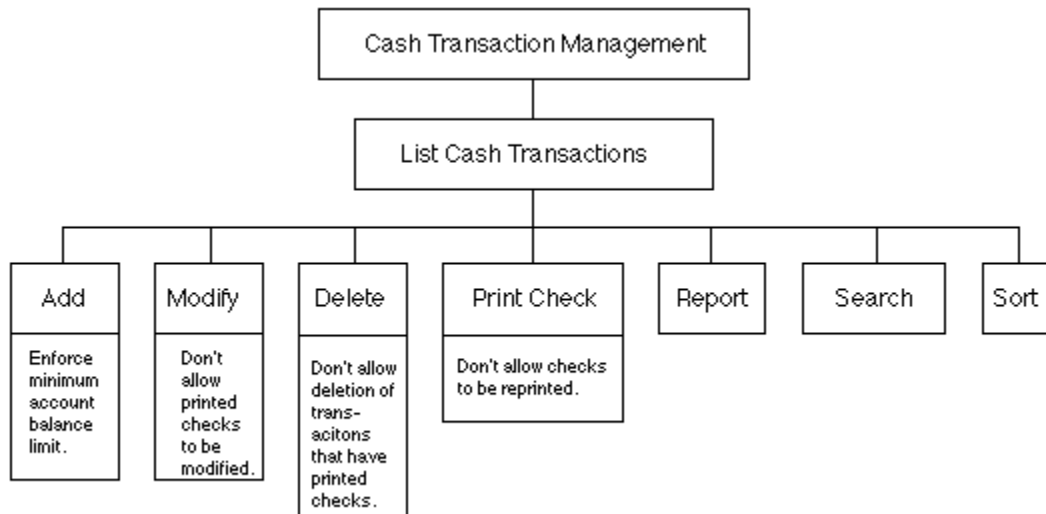 Cash Transaction Management
List Cash Transactions
Add
Modify
Delete
Print Check
Report
Search
Sort
Enforce
minimum
account
balance
limit.
Don't
allow
printed
checks
to be
modified.
Don't allow
deletion of
trans-
acitons
that have
printed
checks.
Don't allow checks
to be reprinted.